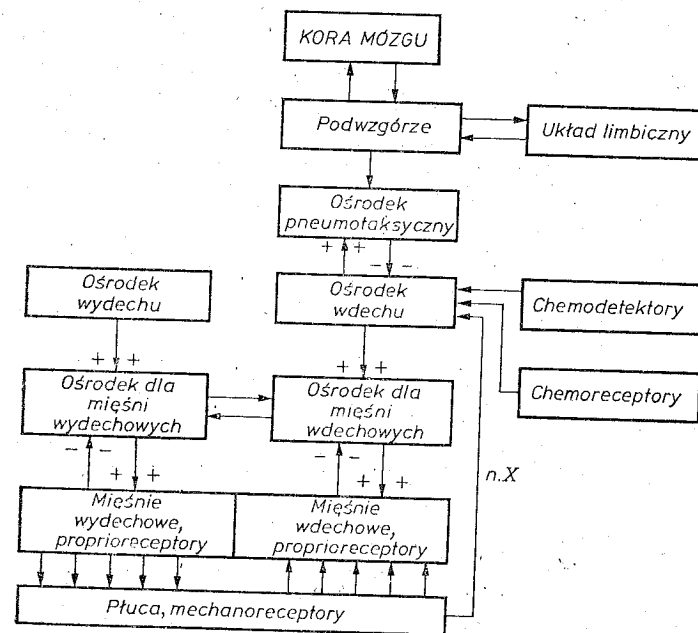 KORA MÓZGU
Podwzgórze
Układ limbiczny
Ośrodek
pneumotaksyczny
+ +
– –
Ośrodek
wydechu
Ośrodek
wdechu
Chemodetektory
Chemoreceptory
+ +
+ +
Ośrodek dla
mięśni
wydechowych
Ośrodek dla
mięśni
wdechowych
– –
+ +
– –
+ +
n.X
Mięśnie
wydechowe,
proprioreceptory
Mięśnie
wdechowe,
proprioreceptory
Płuca, mechanoreceptory